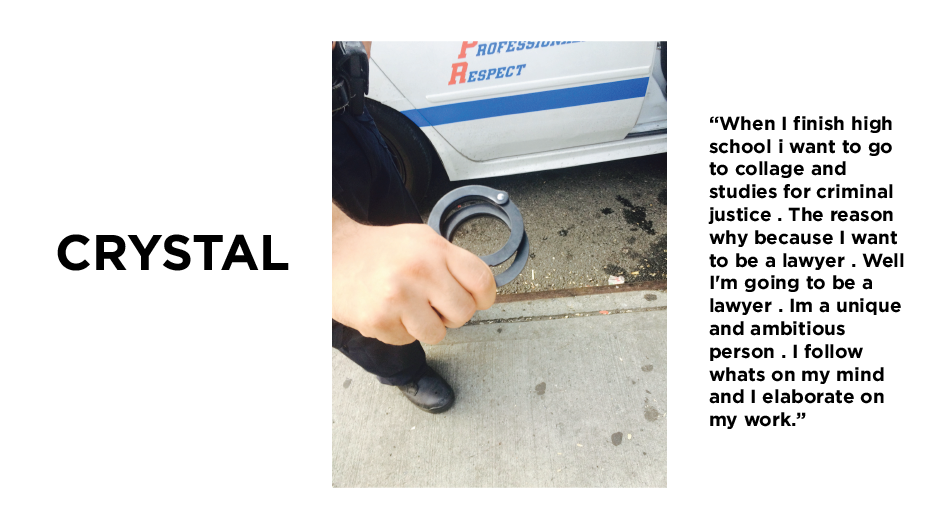 PROFESSIONAL
RESPECT
CRYSTAL
“When I finish high
school i want to go
to collage and
studies for criminal
justice . The reason
why because I want
to be a lawyer . Well
I'm going to be a
lawyer . Im a unique
and ambitious
person . I follow
whats on my mind
and I elaborate on
my work.”